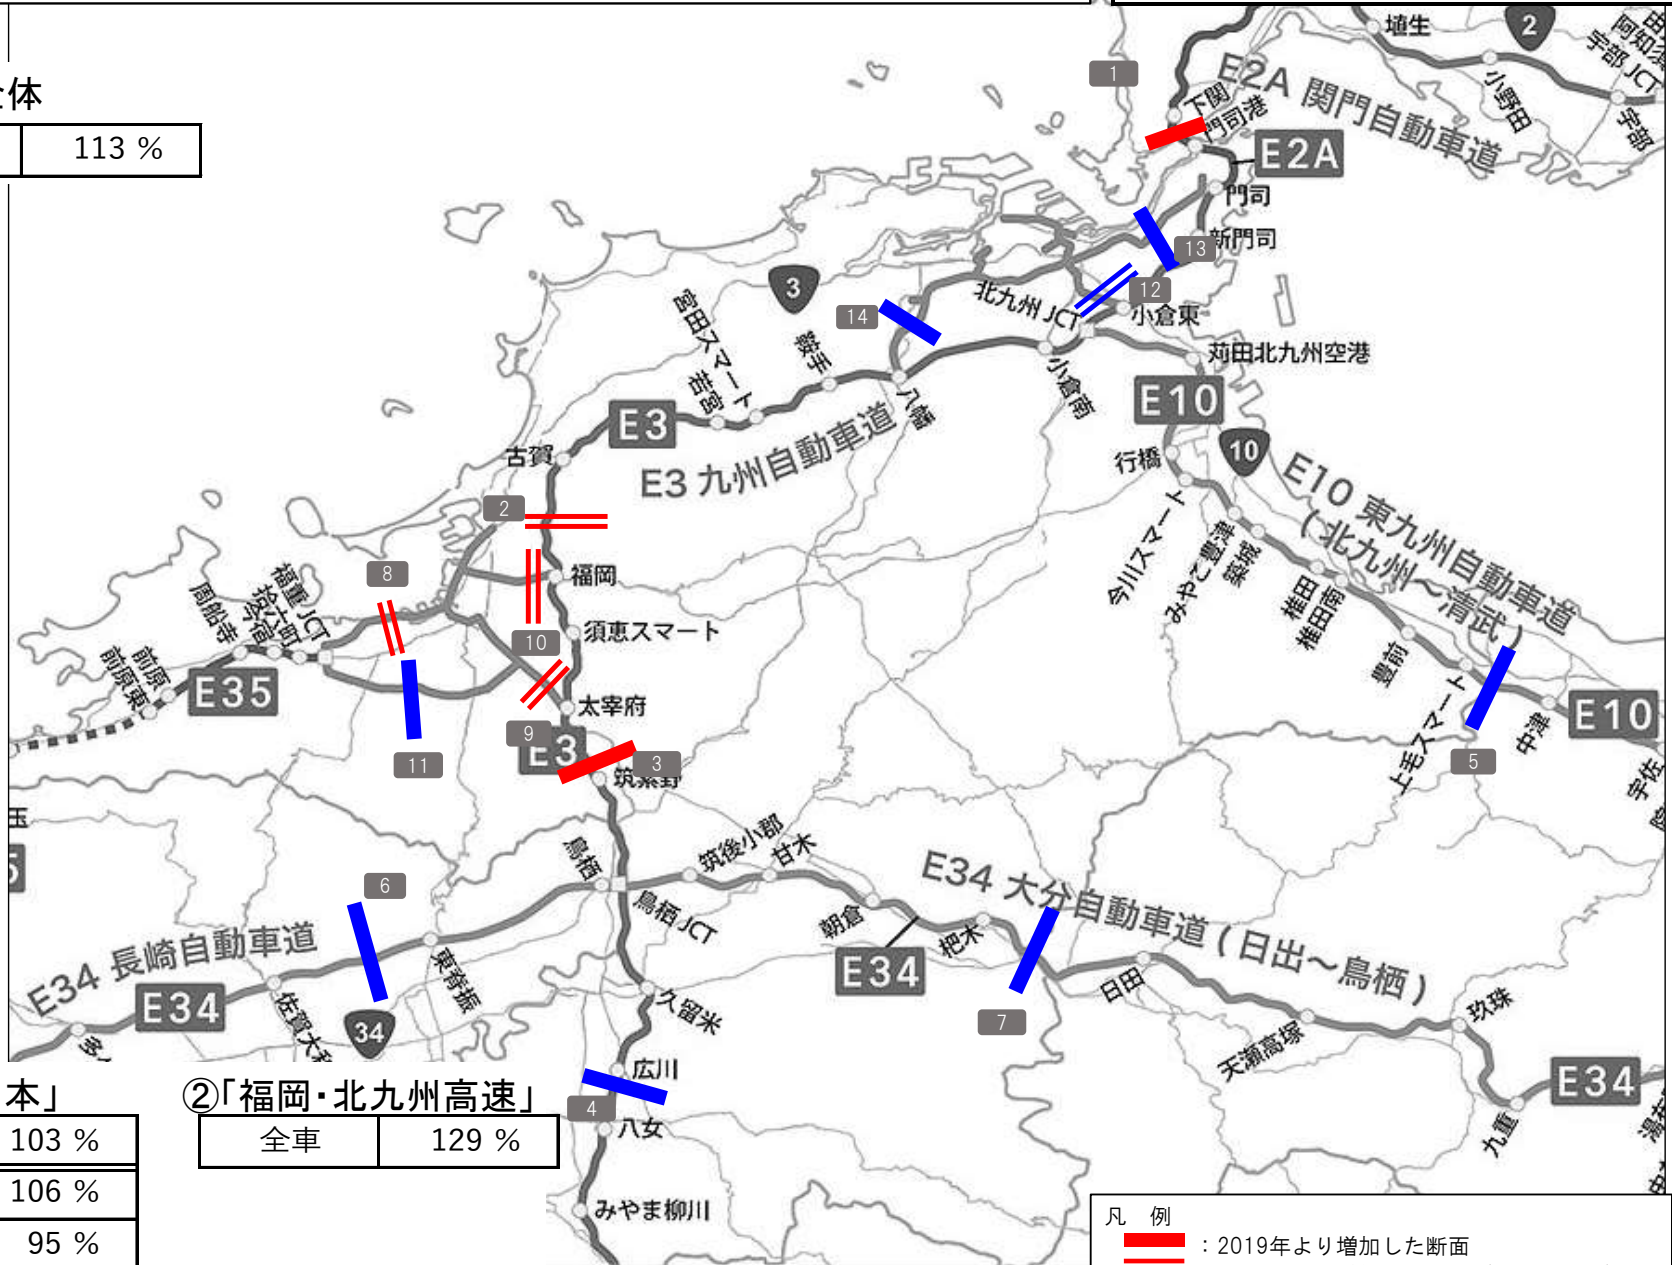 全体
113 %
1
2
埴生
小野田
宇部 JCT
宇部
下関
門司港
E2A 関門自動車道
E2A
門司
新門司
13
12
小倉東
北九州 JCT
苅田北九州空港
小倉南
3
14
宮田スマート
鞍手
若宮
八幡
E3
古賀
E3 九州自動車道
E10
10
行橋
今川スマート
みやこ豊津
築城
椎田
椎田南
豊前
上毛スマート
中津
宇佐
E10 東九州自動車道
( 北九州～清武 )
E10
5
2
福岡
8
10
須恵スマート
福重 JCT
拾六町
今宿
周船寺
前原
前原東
E35
太宰府
9
E3
3
筑紫野
11
6
鳥栖
鳥栖 JCT
筑後小郡
甘木
朝倉
杷木
E34 大分自動車道 ( 日出～鳥栖 )
E34
7
日田
天瀬高塚
玖珠
九重
E34
E34 長崎自動車道
E34
東脊振
34
久留米
広川
4
八女
みやま柳川
本」
103 %
106 %
95 %
②「福岡・北九州高速」
全車 129 %
凡　例
：2019年より増加した断面